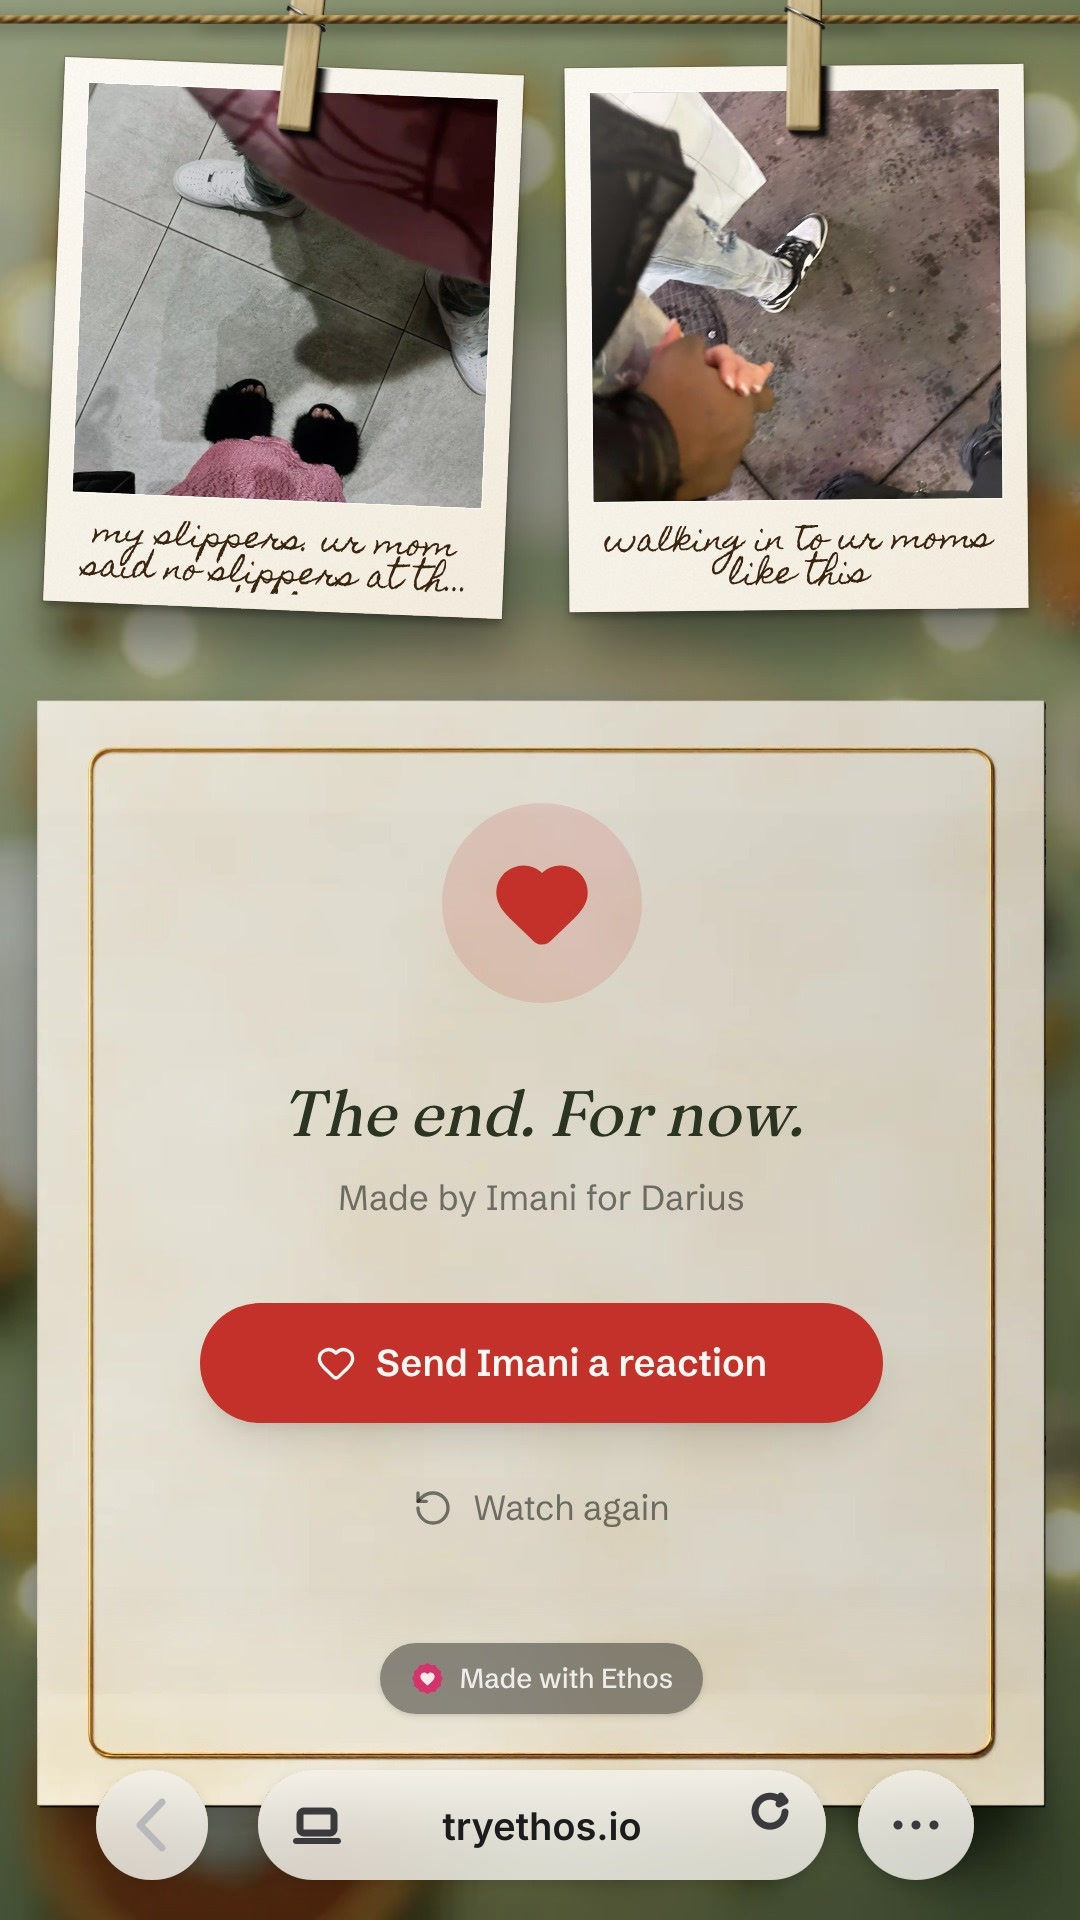 my slippers. ur mom
said no slippers at th...
walking in to ur moms
like this
The end. For now.
Made by Imani for Darius
Send Imani a reaction
Watch again
Made with Ethos
tryethos.io